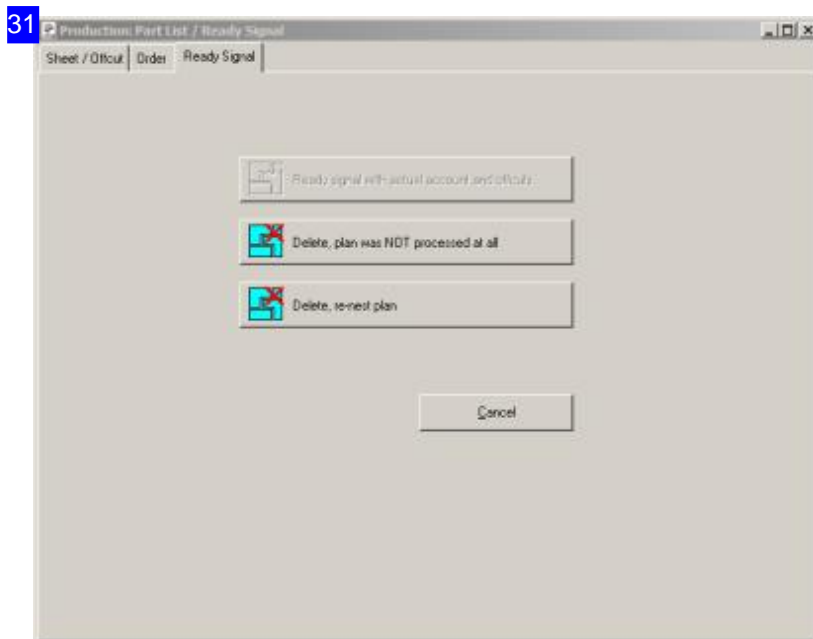 31
Production: Part List / Ready Signal
Sheet / Offcut Order Ready Signal
Ready signal with actual account and offcuts
Delete, plan was NOT processed at all
Delete, re-nest plan
Cancel